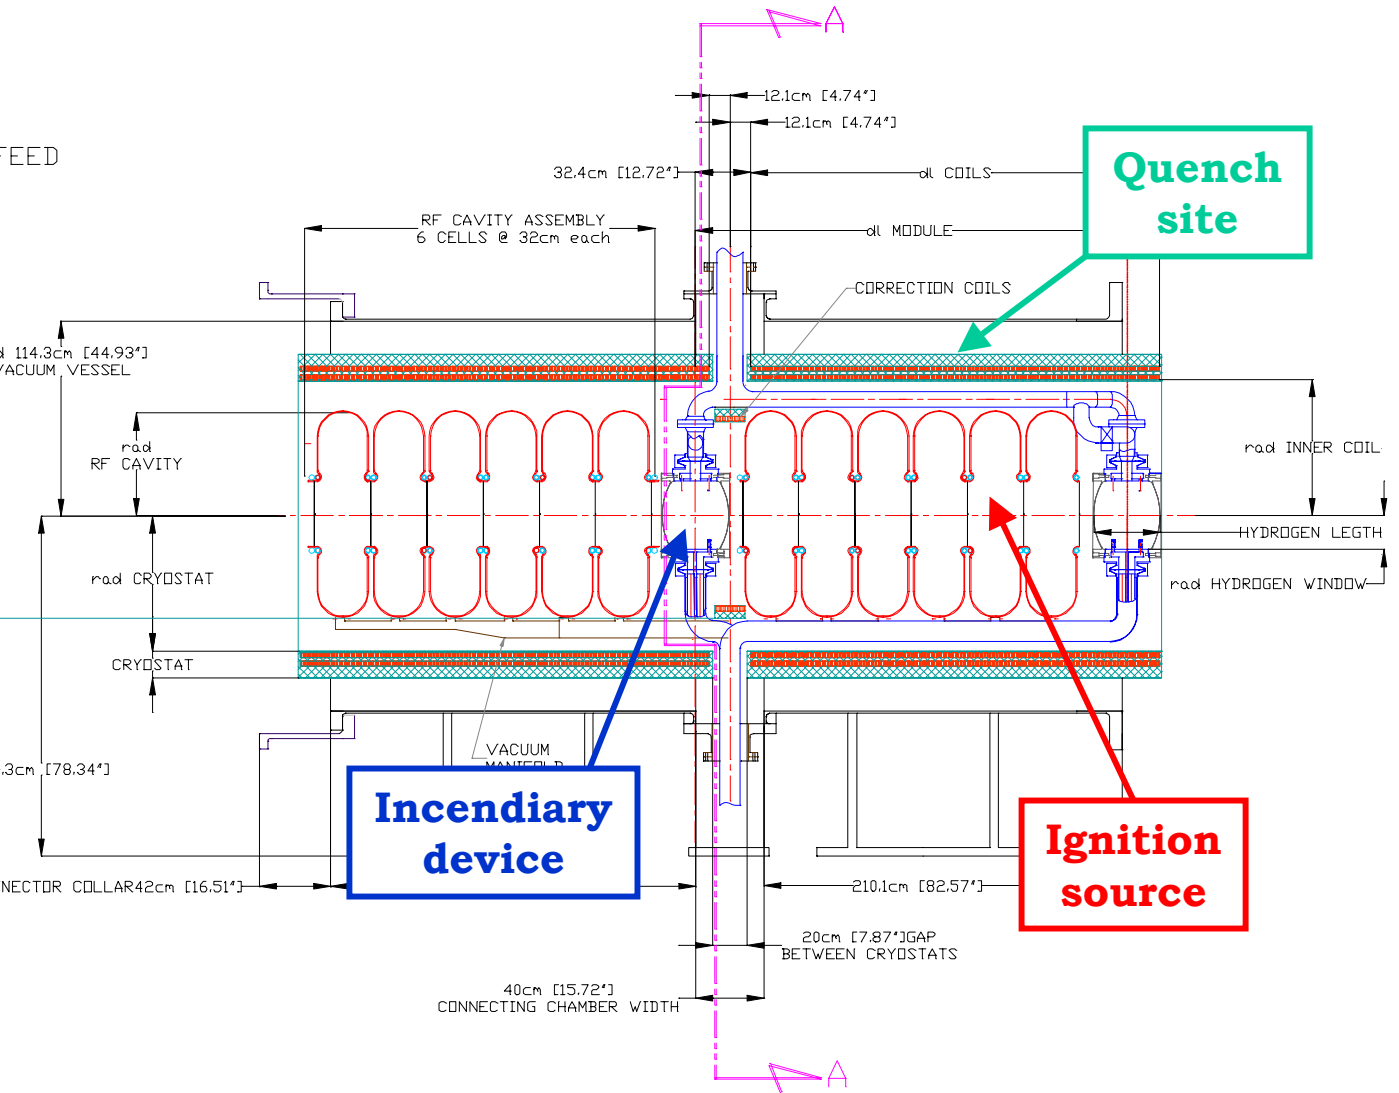 A
12.1cm [4.74"]
12.1cm [4.74"]
FEED
32.4cm [12.72"]
dl COILS
Quench
site
RF CAVITY ASSEMBLY
6 CELLS @ 32cm each
dl MODULE
CORRECTION COILS
114.3cm [44.93"]
VACUUM VESSEL
rad
RF CAVITY
rad INNER COIL
HYDROGEN LEGTH
rad CRYOSTAT
rad HYDROGEN WINDOW
CRYOSTAT
VACUUM
MANIFOLD
.3cm [78.34"]
Incendiary
device
Ignition
source
NNECTOR COLLAR42cm [16.51"]
210.1cm [82.57"]
20cm [7.87"]GAP
BETWEEN CRYOSTATS
40cm [15.72"]
CONNECTING CHAMBER WIDTH
A